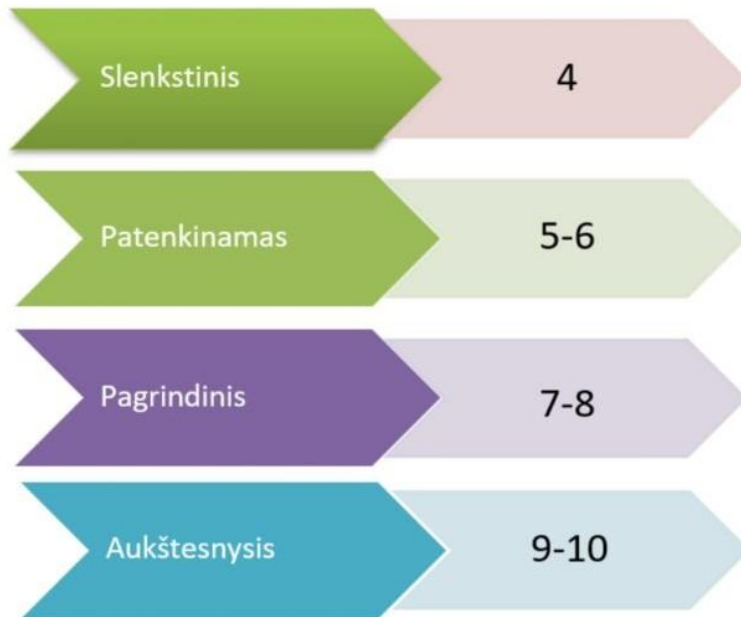 Slenkstinis 4
Patenkinamas 5-6
Pagrindinis 7-8
Aukštesnysis 9-10